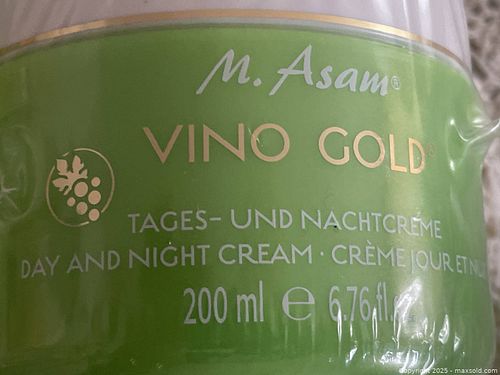 M. Asam®
VINO GOLD®
TAGES- UND NACHTCREME
DAY AND NIGHT CREAM · CRÈME JOUR ET
200 ml ℮ 6.76 fl.
Copyright 2025 - maxsold.com